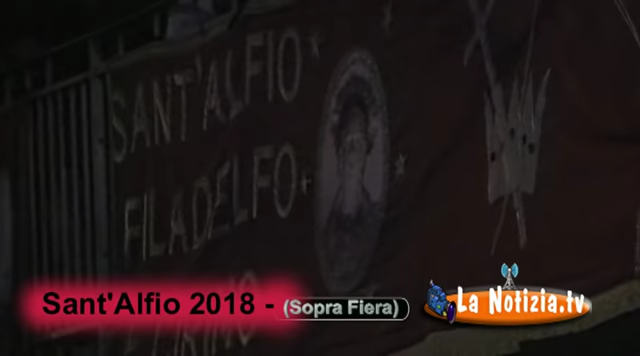 SANT'ALFIO
FILADELFO
Sant'Alfio 2018 - (Sopra Fiera)
La Notizia.tv